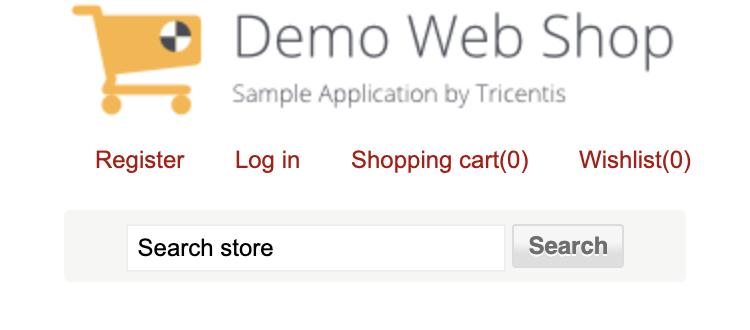 Demo Web Shop
Sample Application by Tricentis
Register Log in Shopping cart(0) Wishlist(0)
Search store Search